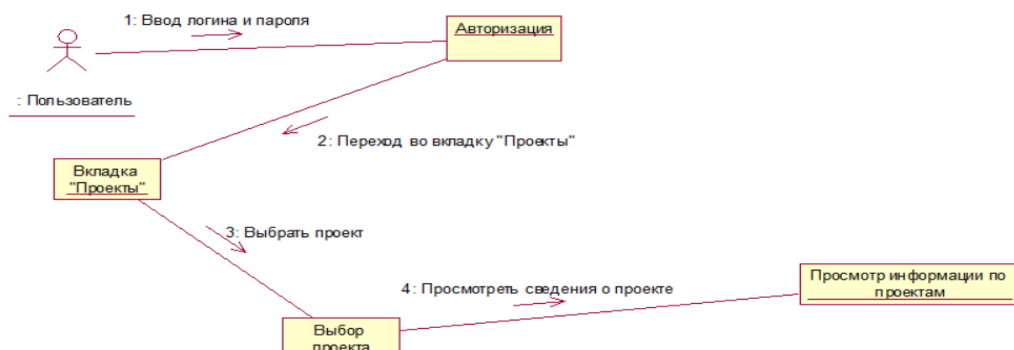 1: Ввод логина и пароля
Авторизация
: Пользователь
2: Переход во вкладку "Проекты"
Вкладка
"Проекты"
3: Выбрать проект
Просмотр информации по
проектам
4: Просмотреть сведения о проекте
Выбор
проекта